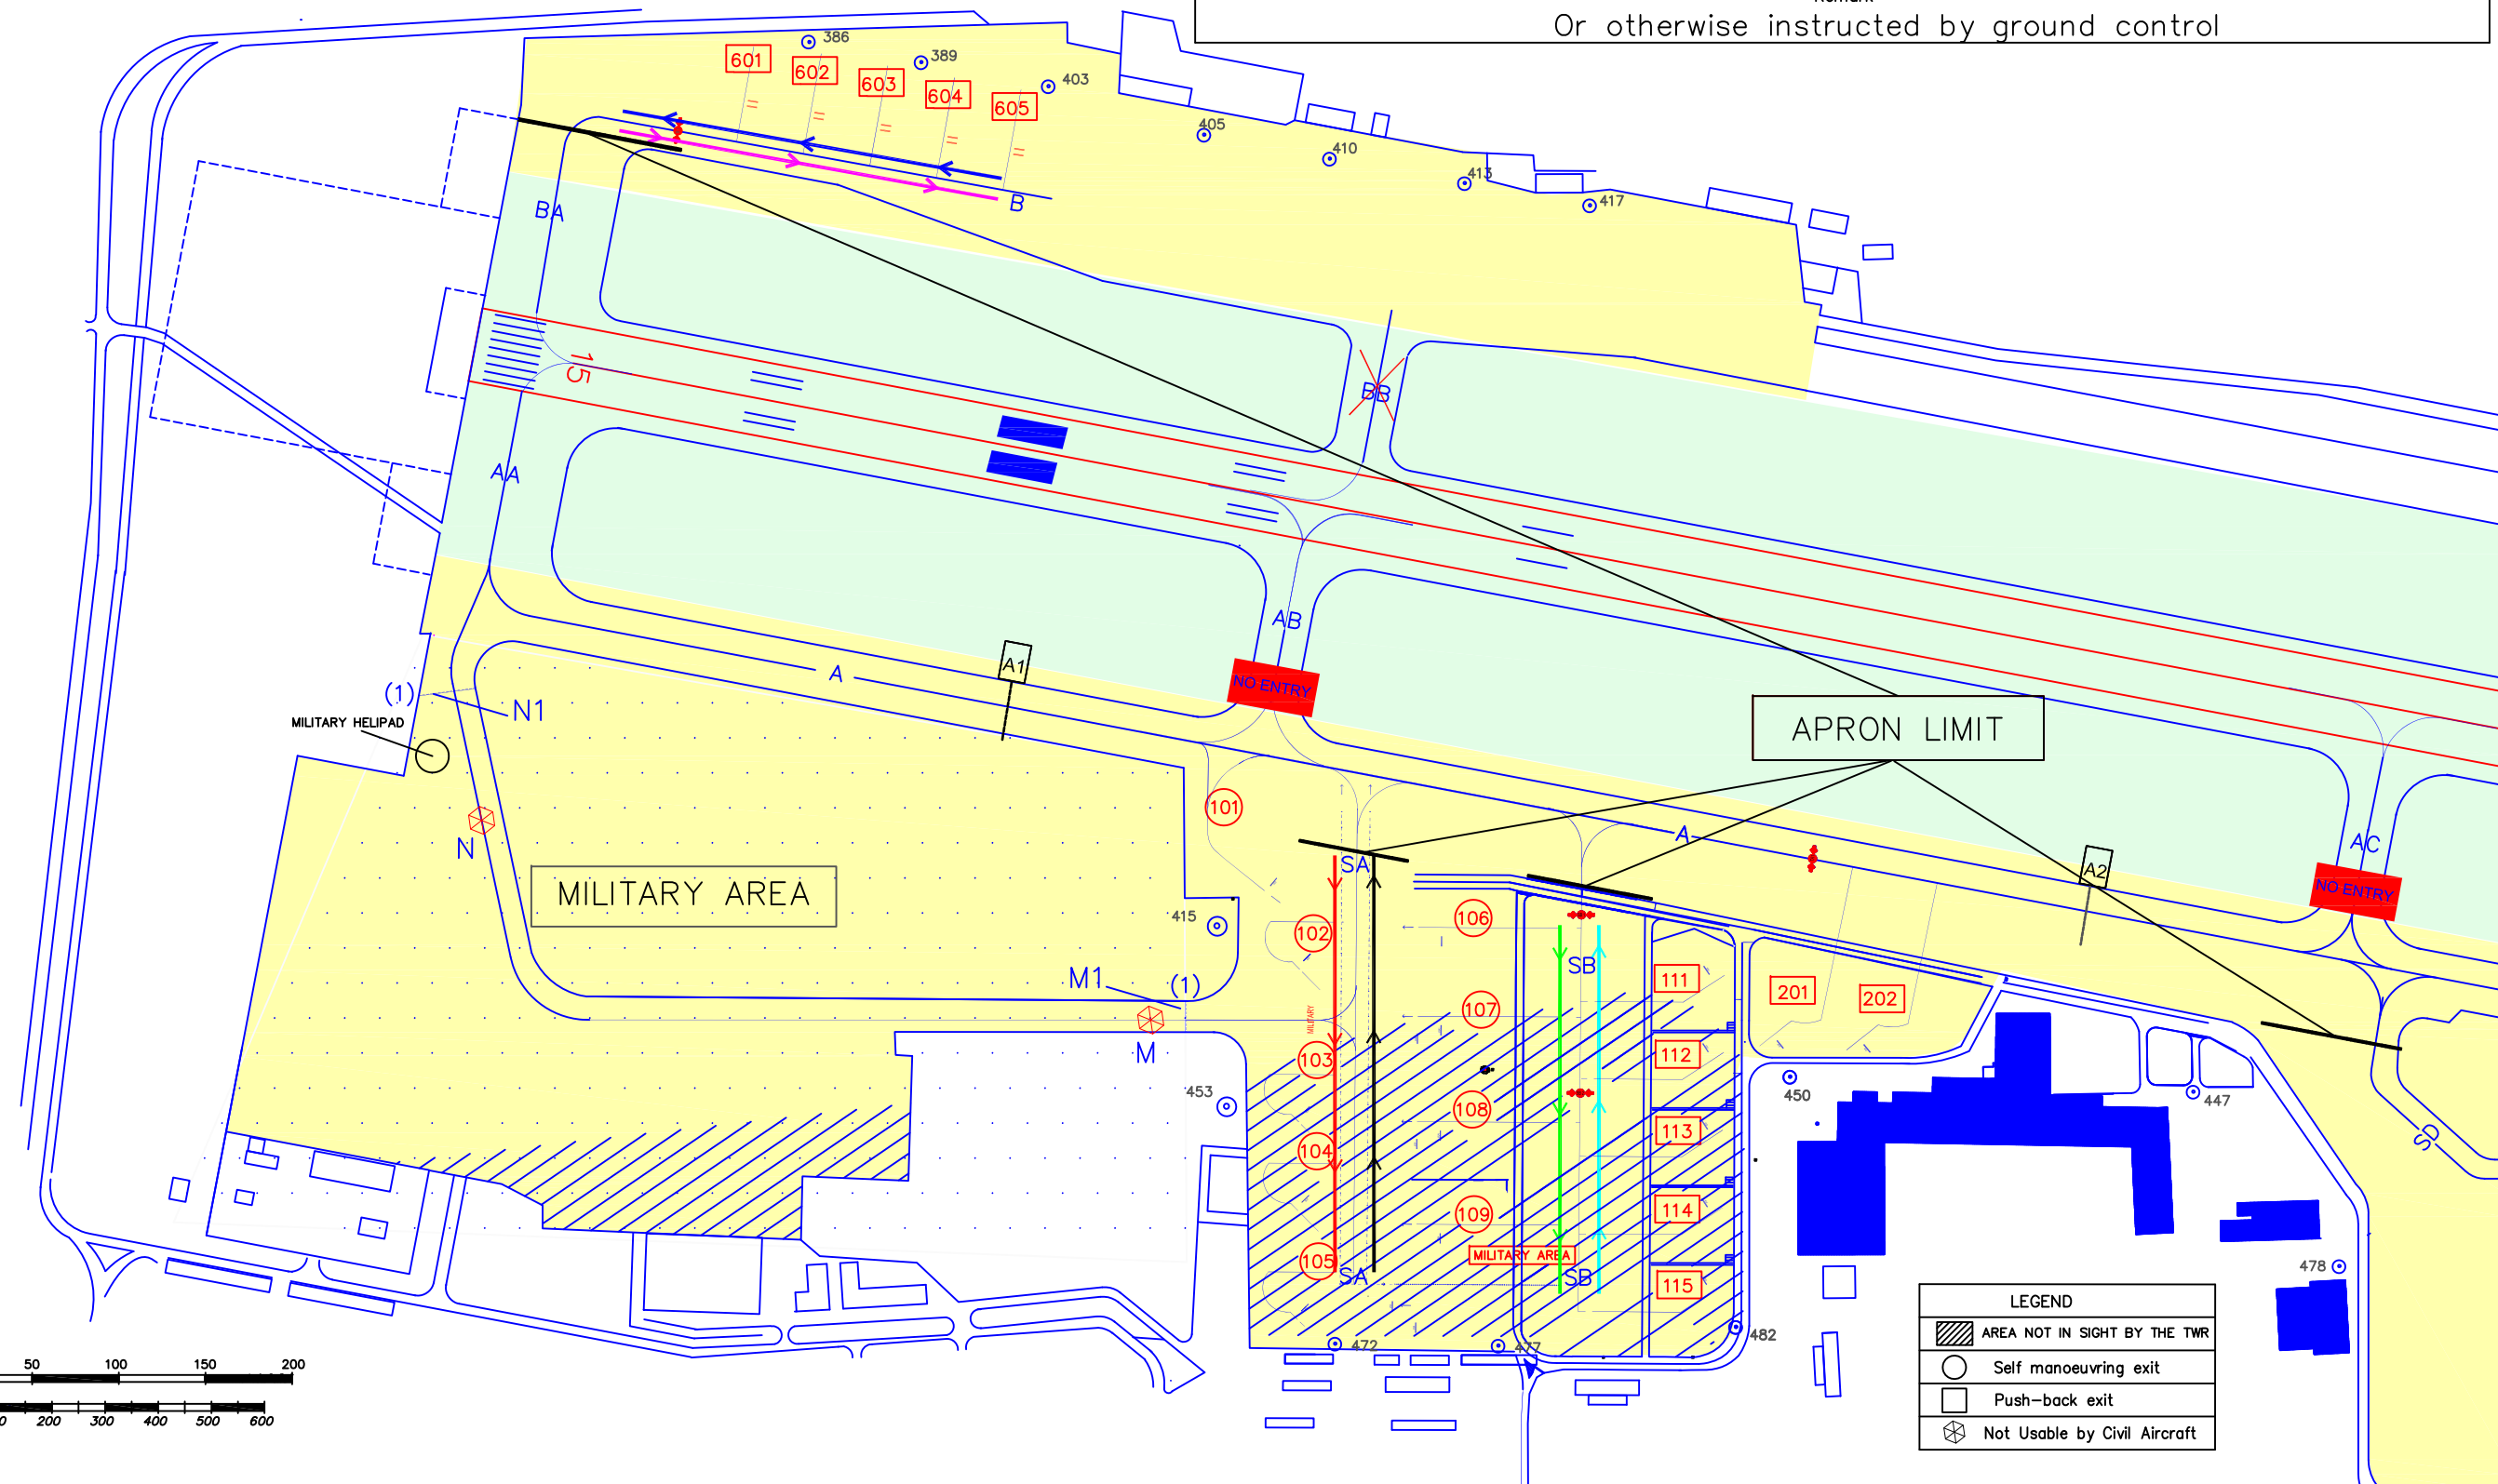 Or otherwise instructed by ground control
386
601
602
389
603
403
604
605
405
410
413
417
B
BA
15
BB
AA
AB
A1
A
NO ENTRY
(1)
N1
MILITARY HELIPAD
APRON LIMIT
101
N
MILITARY AREA
A
AC
A2
NO ENTRY
SA
415
102
106
SB
111
201
202
M1
(1)
107
MILITARY
M
103
112
453
108
450
447
104
113
SD
109
114
105
MILITARY AREA
SA
SB
115
478
472
477
482
LEGEND
AREA NOT IN SIGHT BY THE TWR
Self manoeuvring exit
Push-back exit
Not Usable by Civil Aircraft
50 100 150 200
200 300 400 500 600